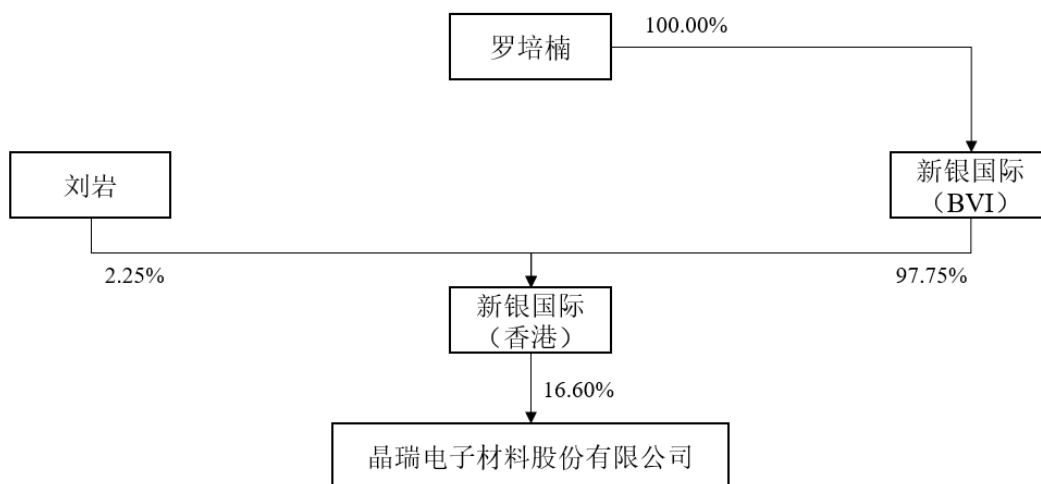 罗培楠
100.00%
刘岩
新银国际
（BVI）
2.25%
97.75%
新银国际
（香港）
16.60%
晶瑞电子材料股份有限公司